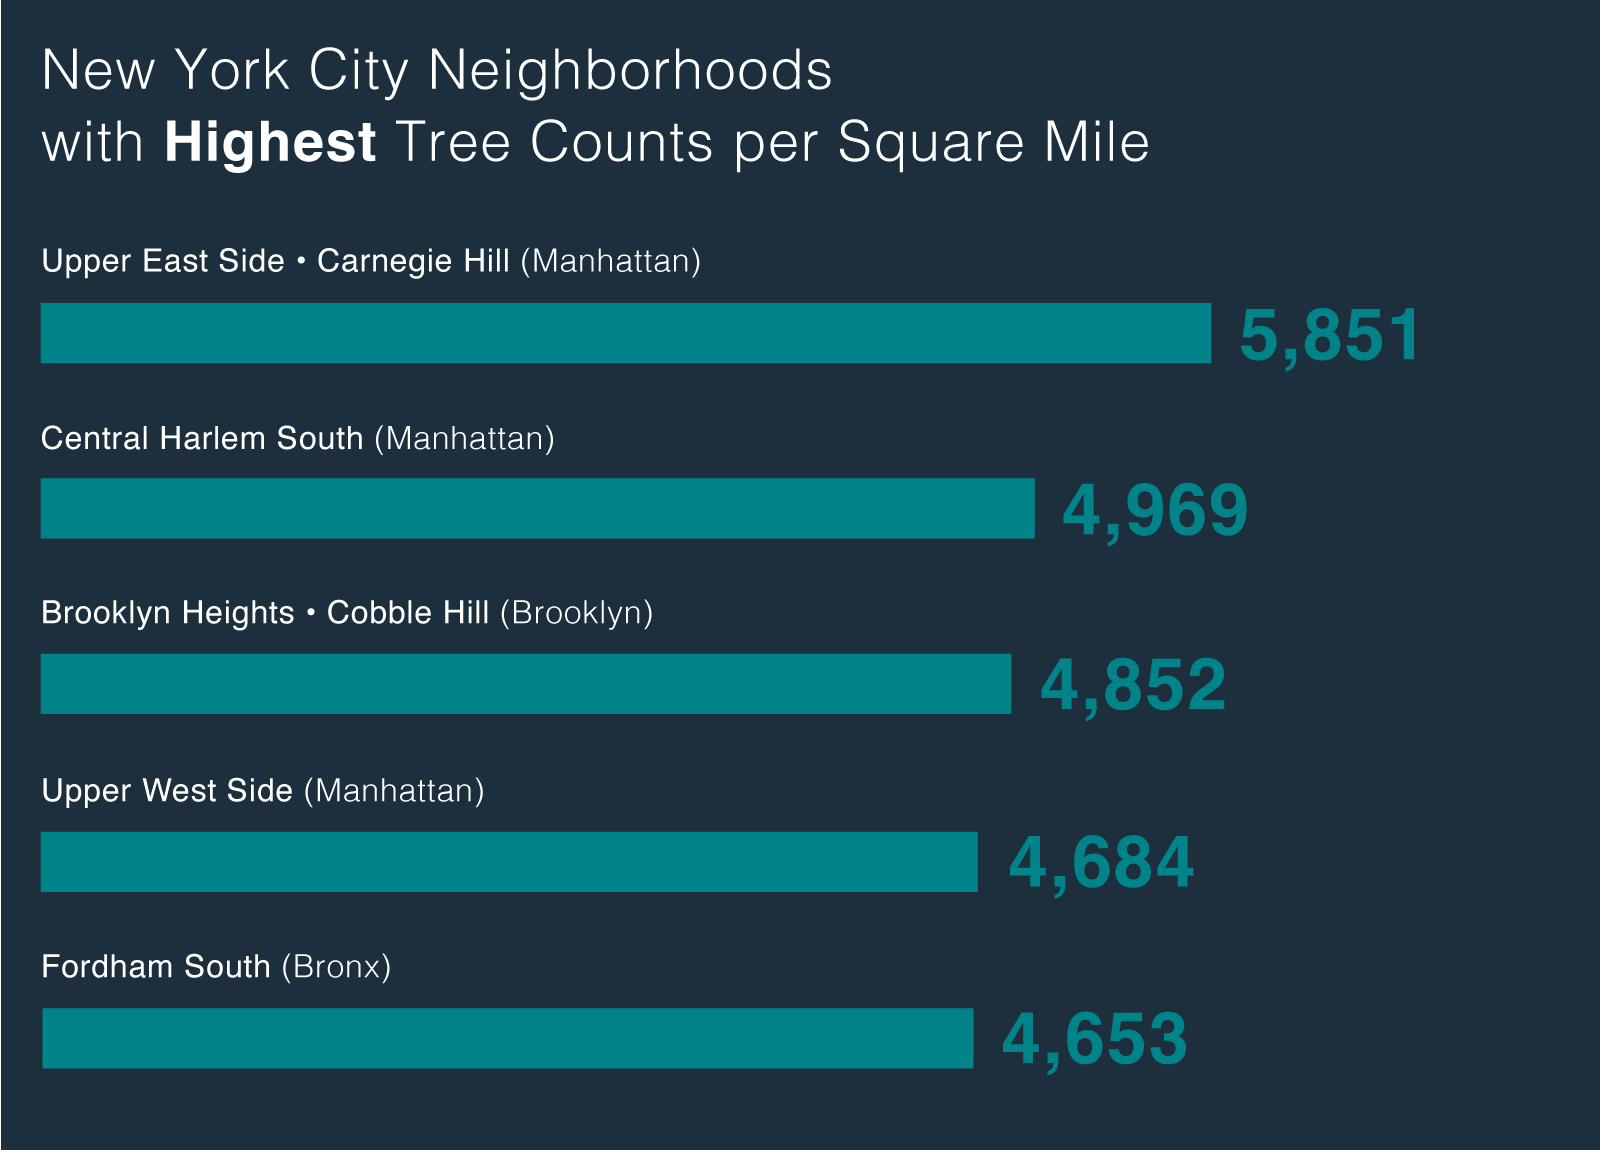 New York City Neighborhoods
with Highest Tree Counts per Square Mile
Upper East Side • Carnegie Hill (Manhattan)
5,851
Central Harlem South (Manhattan)
4,969
Brooklyn Heights • Cobble Hill (Brooklyn)
4,852
Upper West Side (Manhattan)
4,684
Fordham South (Bronx)
4,653